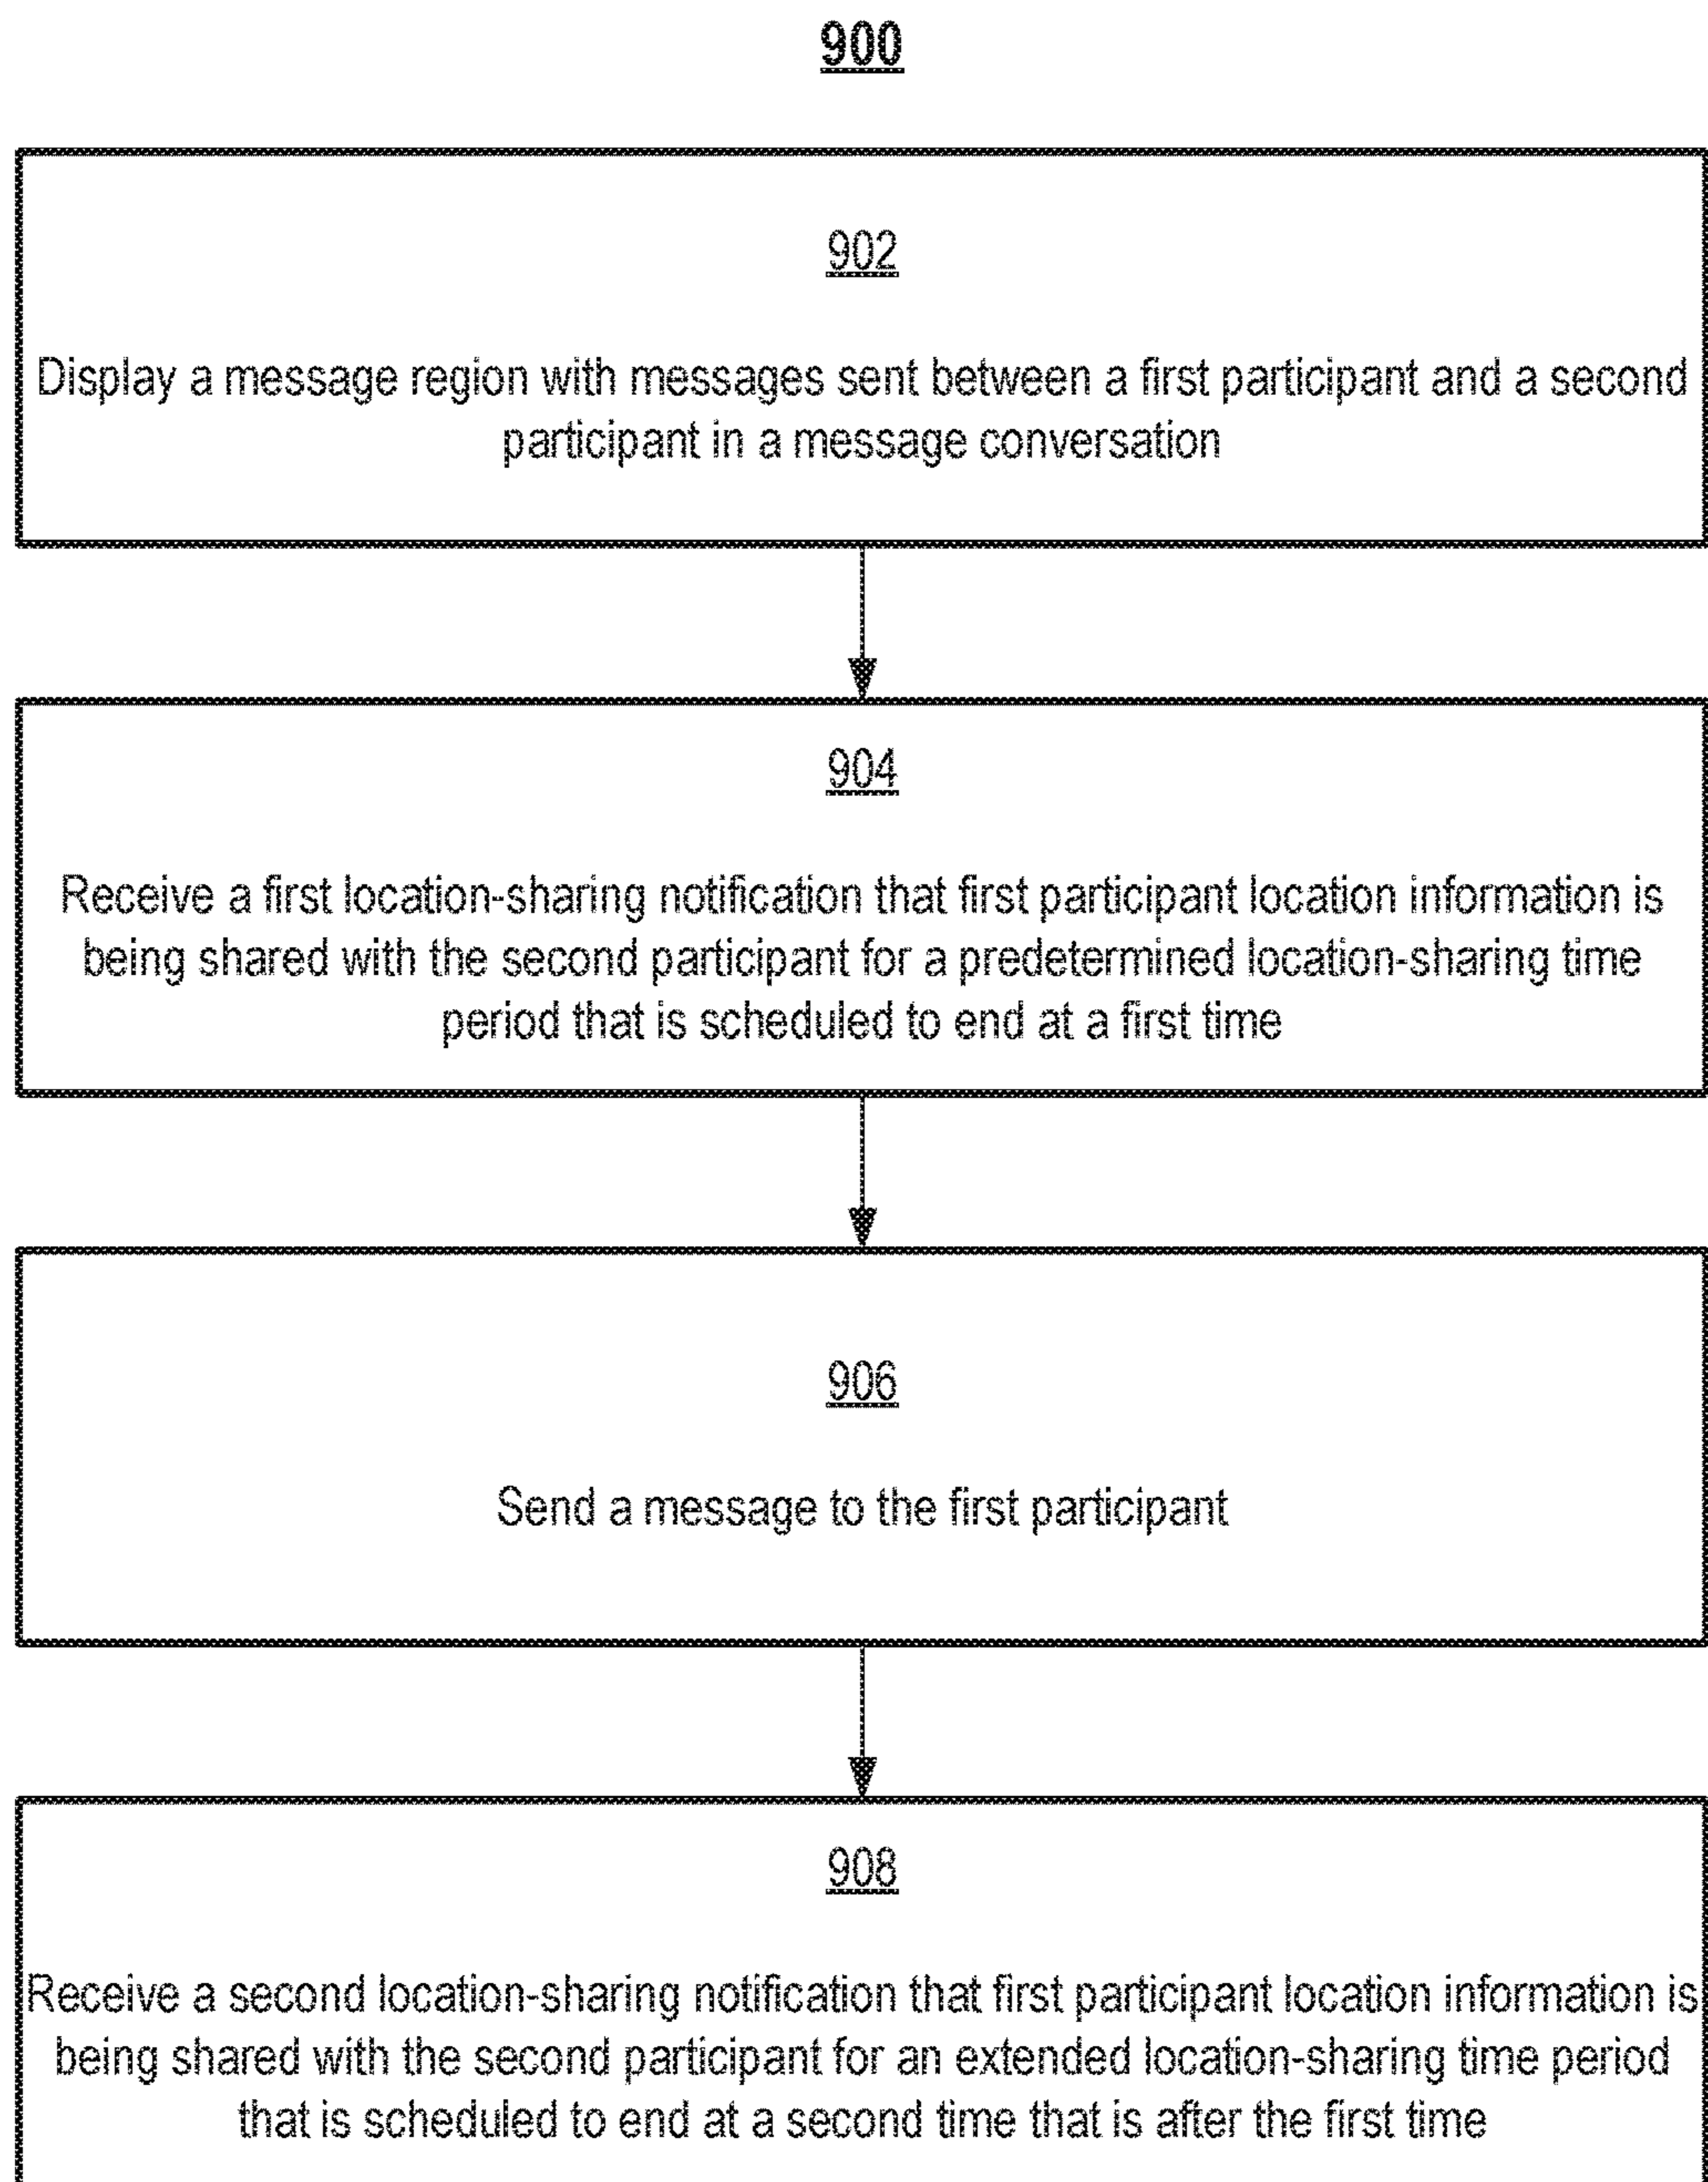 900
902
Display a message region with messages sent between a first participant and a second
participant in a message conversation
904
Receive a first location-sharing notification that first participant location information is
being shared with the second participant for a predetermined location-sharing time
period that is scheduled to end at a first time
906
Send a message to the first participant
908
Receive a second location-sharing notification that first participant location information is
being shared with the second participant for an extended location-sharing time period
that is scheduled to end at a second time that is after the first time